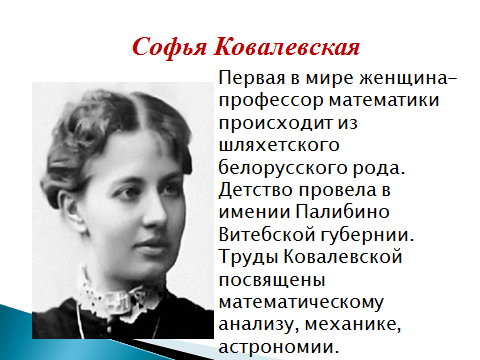 Софья Ковалевская
Первая в мире женщина-
профессор математики
происходит из
шляхетского
белорусского рода.
Детство провела в
имении Палибино
Витебской губернии.
Труды Ковалевской
посвящены
математическому
анализу, механике,
астрономии.